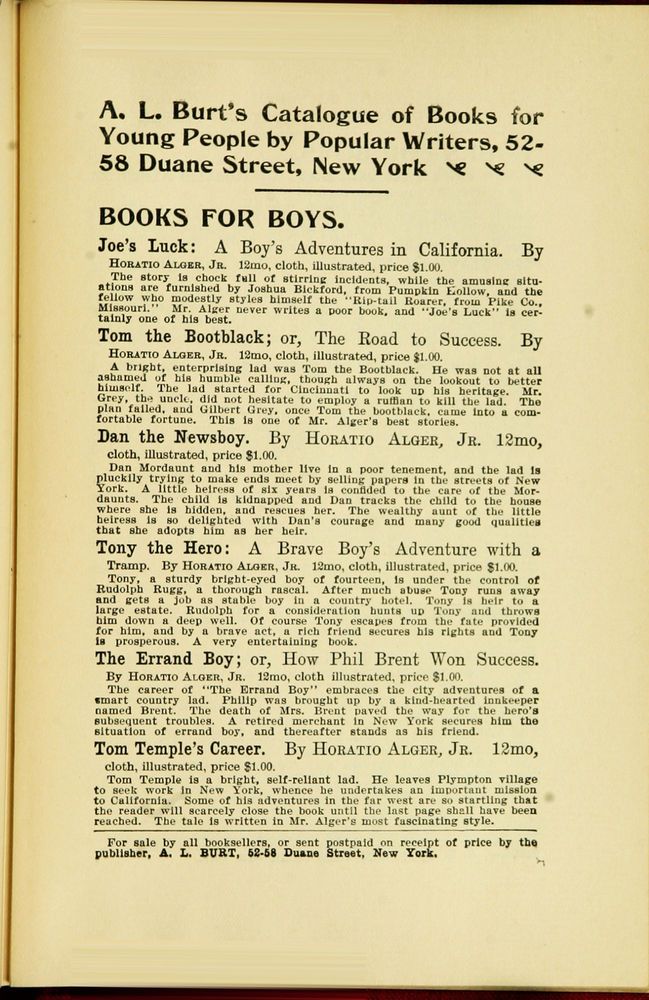 A. L. Burt's Catalogue of Books for
Young People by Popular Writers, 52-
58 Duane Street, New York
BOOKS FOR BOYS.
Joe's Luck: A Boy's Adventures in California. By
HORATIO ALGER, JR. 12mo, cloth, illustrated, price $1.00.
The story is chock full of stirring incidents, while the amusing situ-
ations are furnished by Joshua Bickford, from Pumpkin Hollow, and the
fellow who modestly styles himself the "Rip-tail Roarer, from Pike Co.,
Missouri." Mr. Alger never writes a poor book, and "Joe's Luck" is cer-
tainly one of his best.
Tom the Bootblack; or, The Road to Success. By
HORATIO ALGER, JR. 12mo, cloth, illustrated, price $1.00.
A bright, enterprising lad was Tom the Bootblack. He was not at all
ashamed of his humble calling, though always on the lookout to better
himself. The lad started for Cincinnati to look up his heritage. Mr.
Grey, the uncle, did not hesitate to employ a ruffian to kill the lad. The
plan failed, and Gilbert Grey, once Tom the bootblack, came into a com-
fortable fortune. This is one of Mr. Alger's best stories.
Dan the Newsboy. By HORATIO ALGER, JR. 12mo,
cloth, illustrated, price $1.00.
Dan Mordaunt and his mother live in a poor tenement, and the lad is
pluckily trying to make ends meet by selling papers in the streets of New
York. A little heiress of six years is confided to the care of the Mor-
daunts. The child is kidnapped and Dan tracks the child to the house
where she is hidden, and rescues her. The wealthy aunt of the little
heiress is so delighted with Dan's courage and many good qualities
that she adopts him as her heir.
Tony the Hero: A Brave Boy's Adventure with a
Tramp. By HORATIO ALGER, JR. 12mo, cloth, illustrated, price $1.00.
Tony, a sturdy bright-eyed boy of fourteen, is under the control of
Rudolph Rugg, a thorough rascal. After much abuse Tony runs away
and gets a job as stable boy in a country hotel. Tony is heir to a
large estate. Rudolph for a consideration hunts up Tony and throws
him down a deep well. Of course Tony escapes from the fate provided
for him, and by a brave act, a rich friend secures his rights and Tony
is prosperous. A very entertaining book.
The Errand Boy; or, How Phil Brent Won Success.
By HORATIO ALGER, JR. 12mo, cloth illustrated, price $1.00.
The career of "The Errand Boy" embraces the city adventures of a
smart country lad. Philip was brought up by a kind-hearted innkeeper
named Brent. The death of Mrs. Brent paved the way for the hero's
subsequent troubles. A retired merchant in New York secures him the
situation of errand boy, and thereafter stands as his friend.
Tom Temple's Career. By HORATIO ALGER, JR. 12mo,
cloth, illustrated, price $1.00.
Tom Temple is a bright, self-reliant lad. He leaves Plympton village
to seek work in New York, whence he undertakes an important mission
to California. Some of his adventures in the far west are so startling that
the reader will scarcely close the book until the last page shall have been
reached. The tale is written in Mr. Alger's most fascinating style.
For sale by all booksellers, or sent postpaid on receipt of price by the
publisher, A. L. BURT, 52-58 Duane Street, New York.